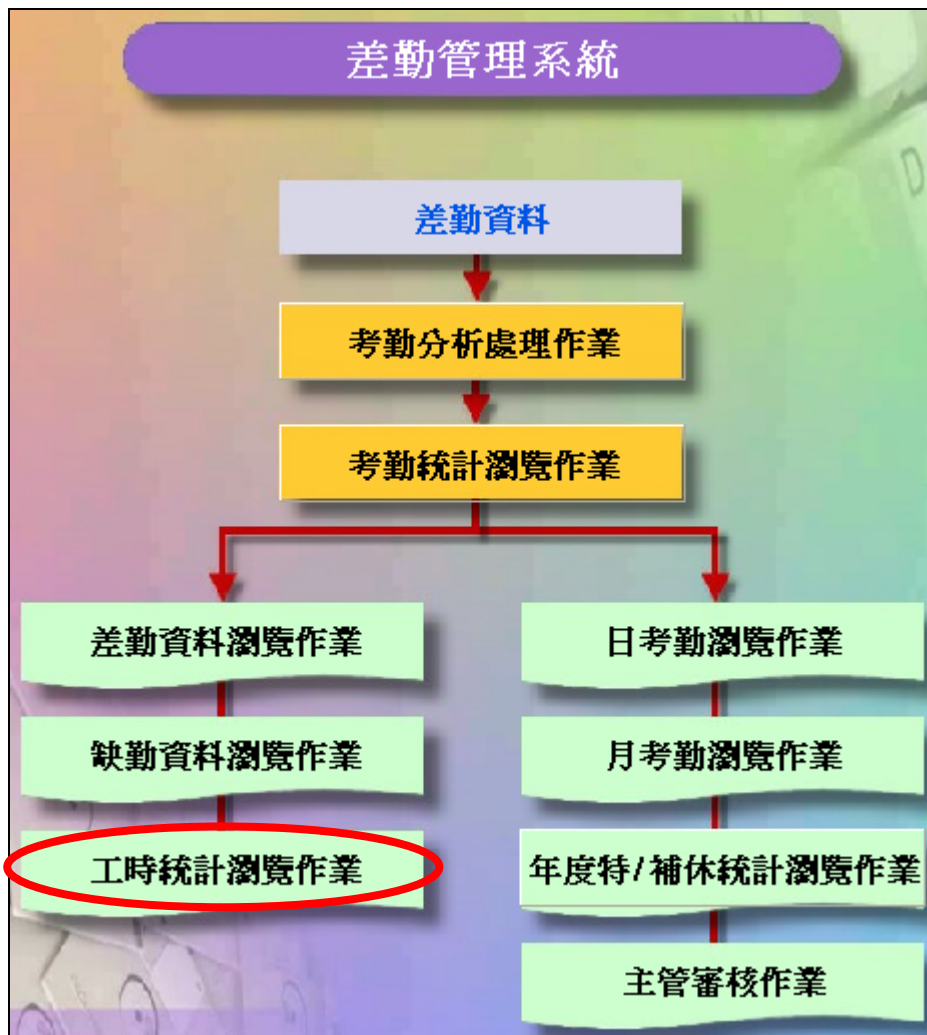 差勤管理系統
差勤資料
考勤分析處理作業
考勤統計瀏覽作業
差勤資料瀏覽作業
缺勤資料瀏覽作業
工時統計瀏覽作業
日考勤瀏覽作業
月考勤瀏覽作業
年度特/補休統計瀏覽作業
主管審核作業
D